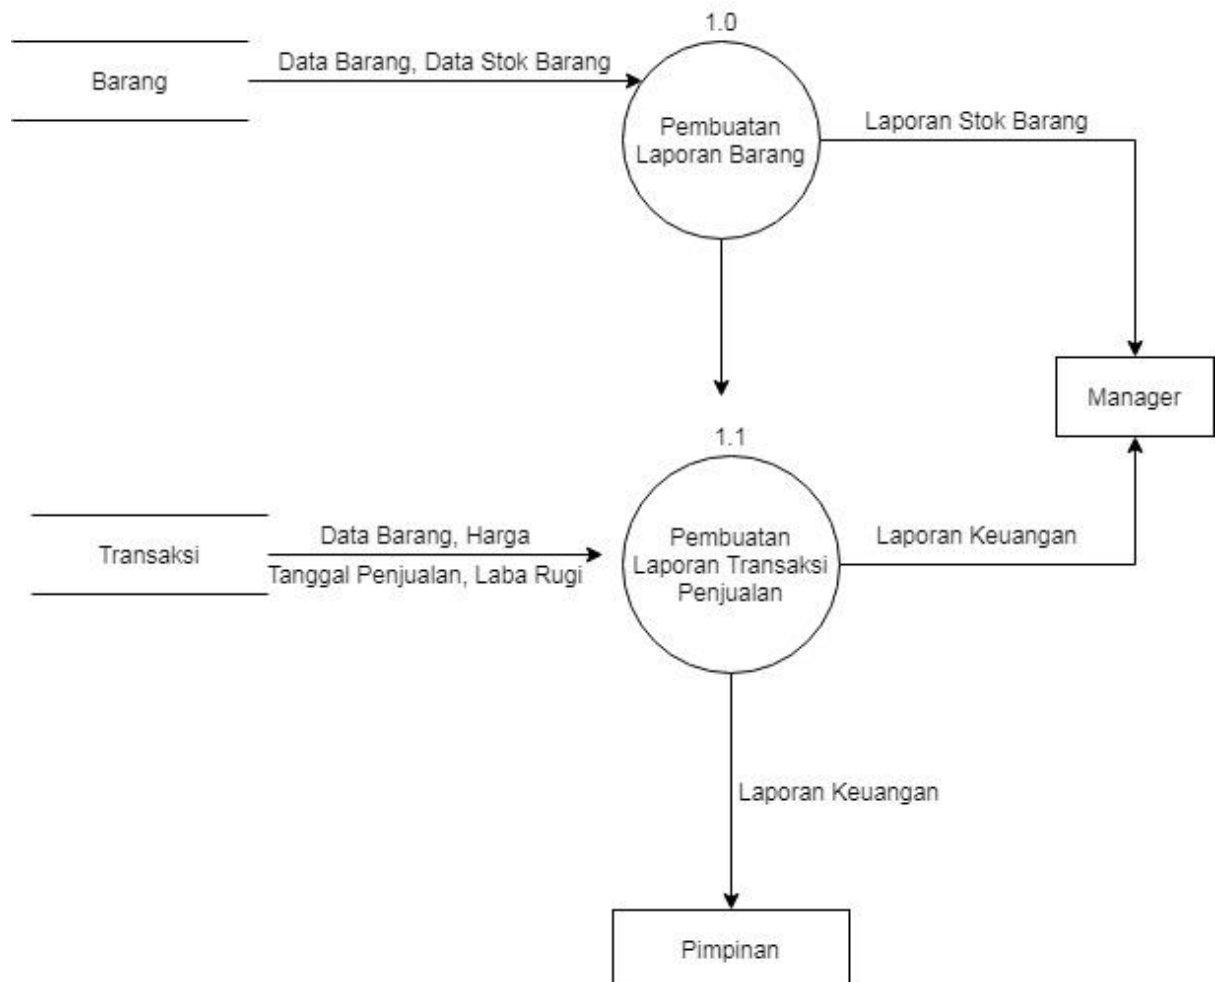 1.0
Barang
Data Barang, Data Stok Barang
Pembuatan
Laporan Barang
Laporan Stok Barang
Manager
1.1
Transaksi
Data Barang, Harga
Tanggal Penjualan, Laba Rugi
Pembuatan
Laporan Transaksi
Penjualan
Laporan Keuangan
Laporan Keuangan
Pimpinan